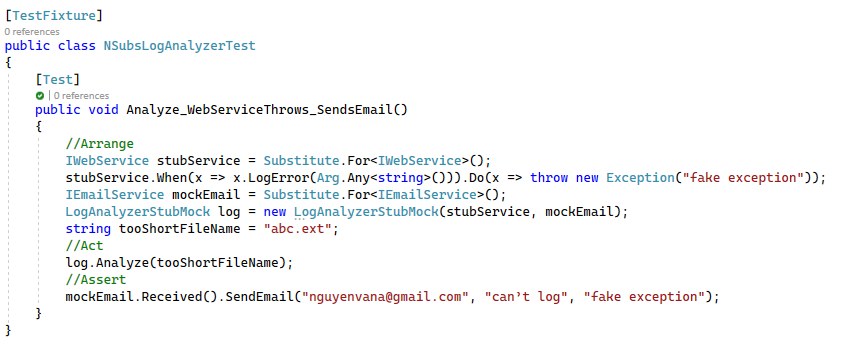 [TestFixture]
0 references
public class NSubsLogAnalyzerTest
{
[Test]
| 0 references
public void Analyze_WebServiceThrows_SendsEmail()
{
//Arrange
IWebService stubService = Substitute.For<IWebService>();
stubService.When(x => x.LogError(Arg.Any<string>())).Do(x => throw new Exception("fake exception"));
IEmailService mockEmail = Substitute.For<IEmailService>();
LogAnalyzerStubMock log = new LogAnalyzerStubMock(stubService, mockEmail);
string tooShortFileName = "abc.ext";
//Act
log.Analyze(tooShortFileName);
//Assert
mockEmail.Received().SendEmail("nguyenvana@gmail.com", "can’t log", "fake exception");
}
}